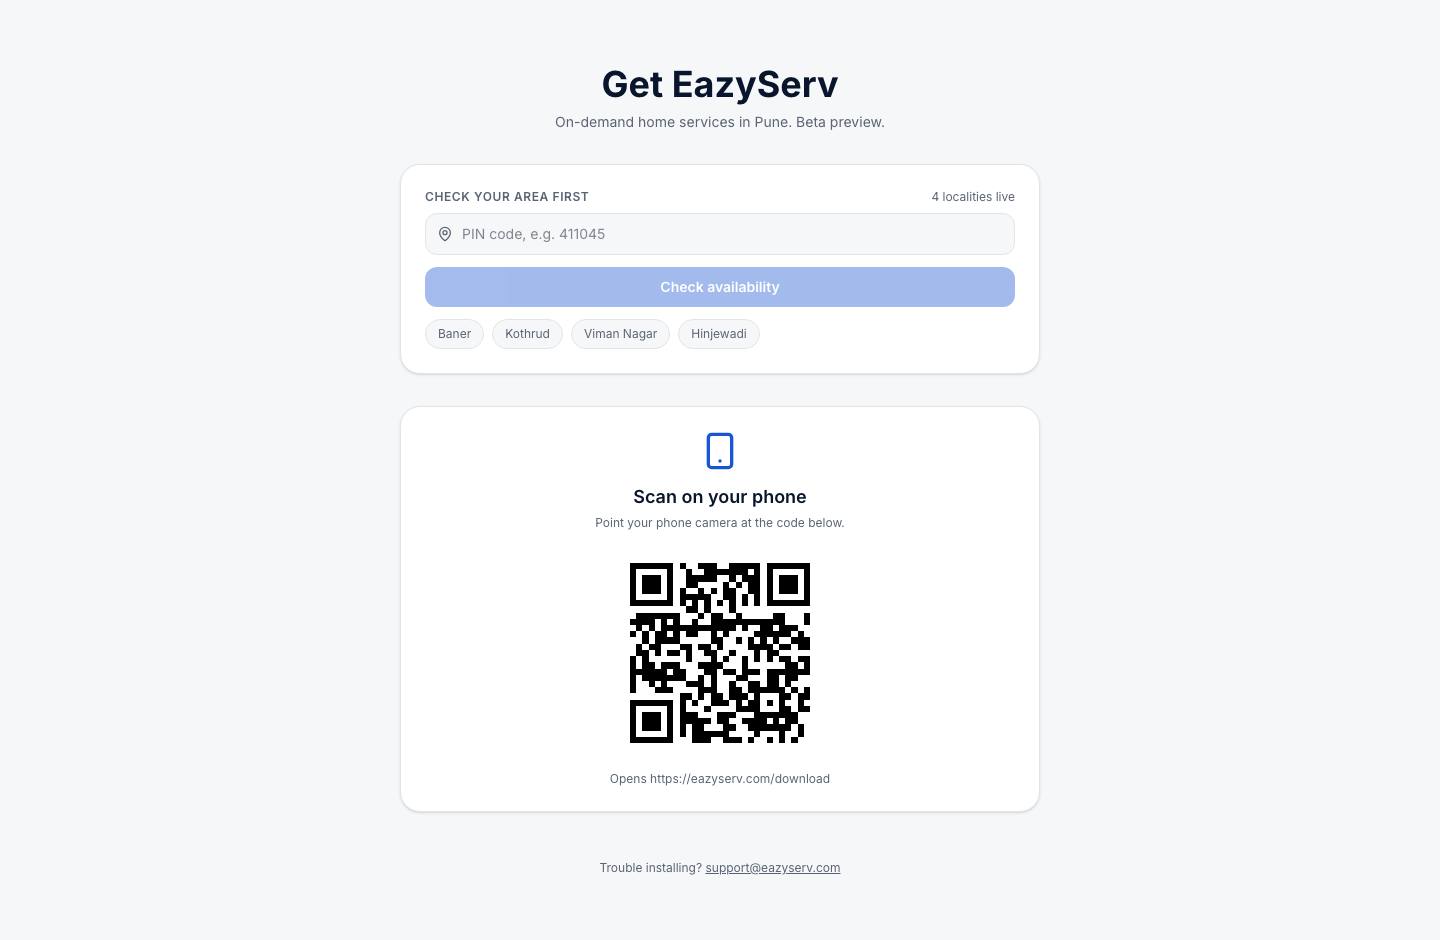 Get EazyServ
On-demand home services in Pune. Beta preview.
CHECK YOUR AREA FIRST
4 localities live
PIN code, e.g. 411045
Check availability
Baner
Kothrud
Viman Nagar
Hinjewadi
Scan on your phone
Point your phone camera at the code below.
Opens https://eazyserv.com/download
Trouble installing? support@eazyserv.com